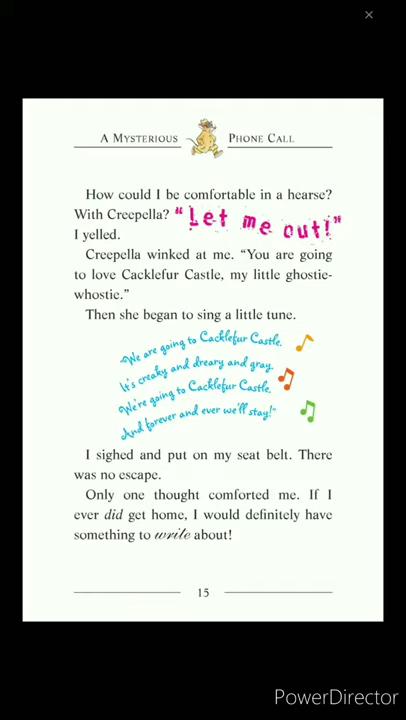 A MYSTERIOUS PHONE CALL
How could I be comfortable in a hearse?
With Creepella? "Let me out!"
I yelled.
Creepella winked at me. “You are going
to love Cacklefur Castle, my little ghostie-
whostie.”
Then she began to sing a little tune.
"We are going to Cacklefur Castle.
It's creaky and dreary and gray.
We're going to Cacklefur Castle.
And forever and ever we'll stay!"
I sighed and put on my seat belt. There
was no escape.
Only one thought comforted me. If I
ever did get home, I would definitely have
something to write about!
15
PowerDirector